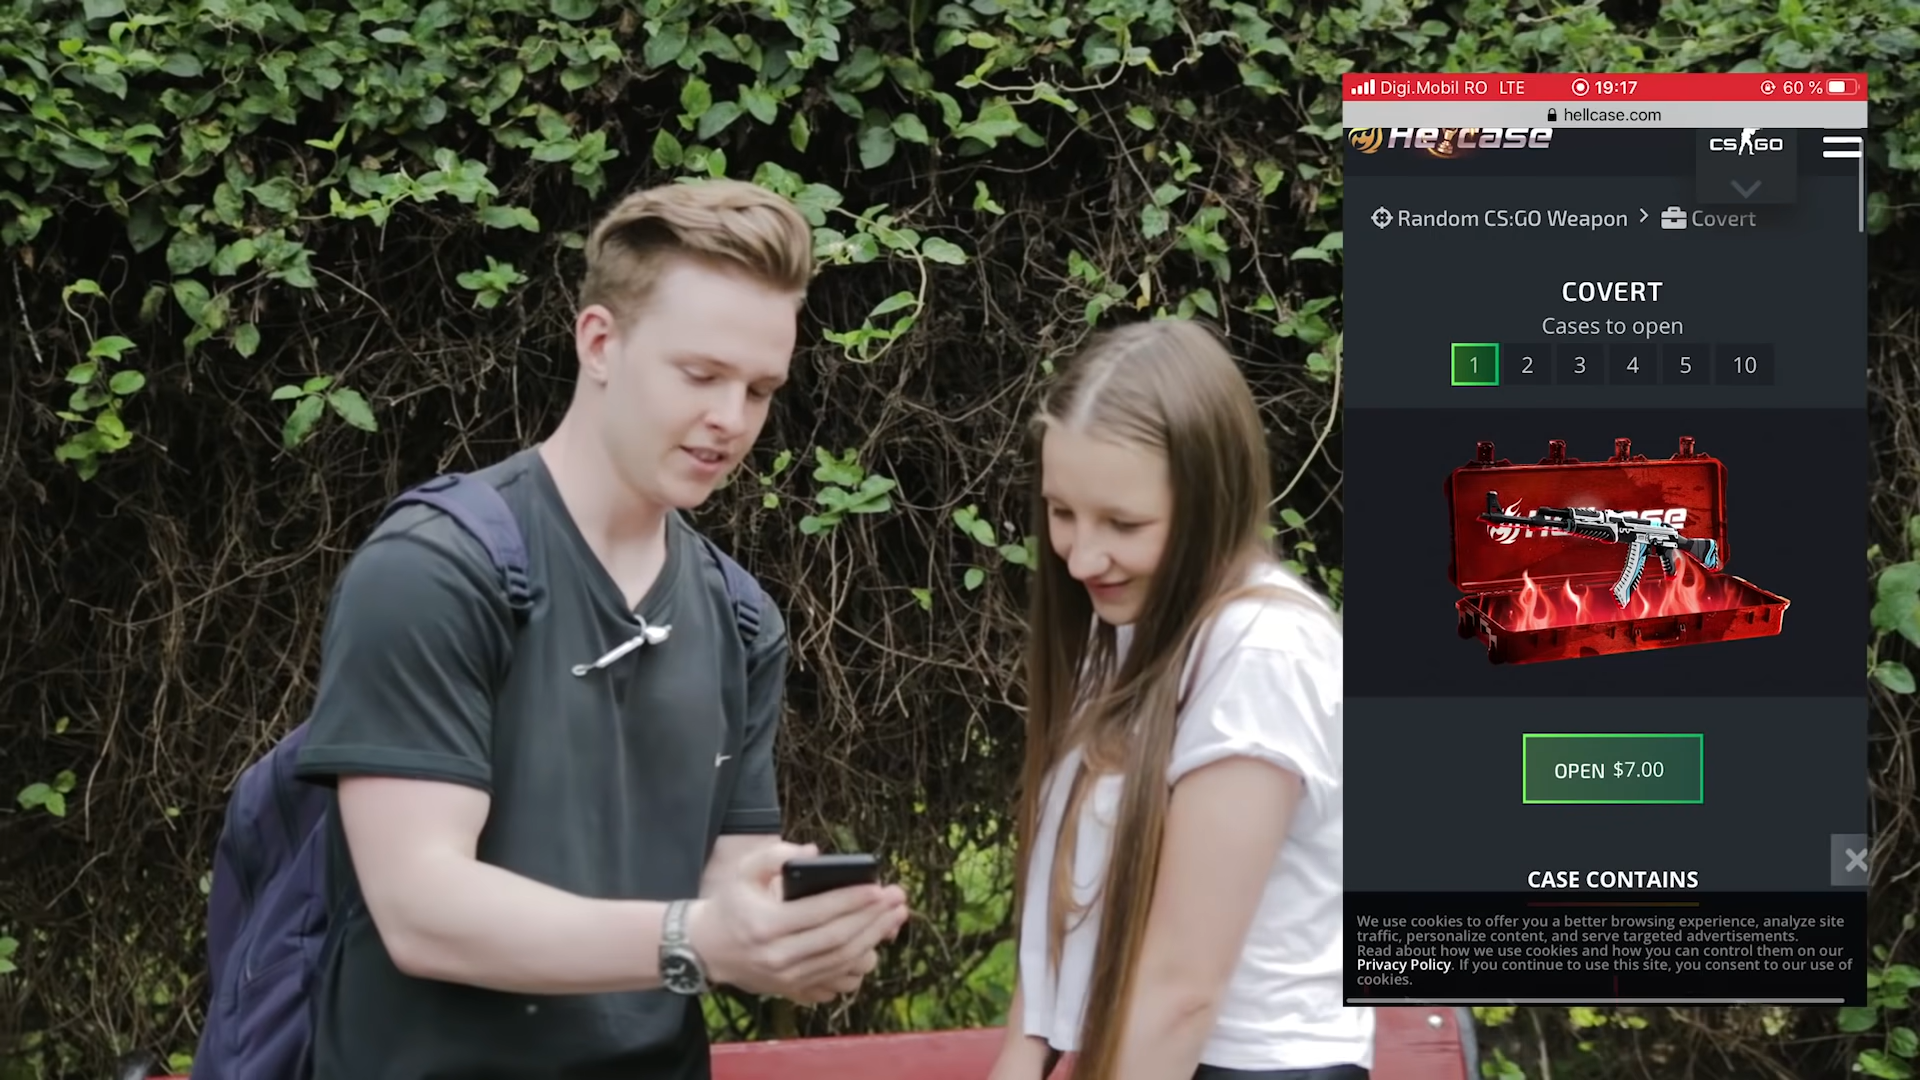 Digi.Mobil RO LTE 19:17 60 %
hellcase.com
HELLCASE
CS GO
Random CS:GO Weapon > Covert
COVERT
Cases to open
1 2 3 4 5 10
OPEN $7.00
CASE CONTAINS
We use cookies to offer you a better browsing experience, analyze site
traffic, personalize content, and serve targeted advertisements.
Read about how we use cookies and how you can control them on our
Privacy Policy. If you continue to use this site, you consent to our use of
cookies.